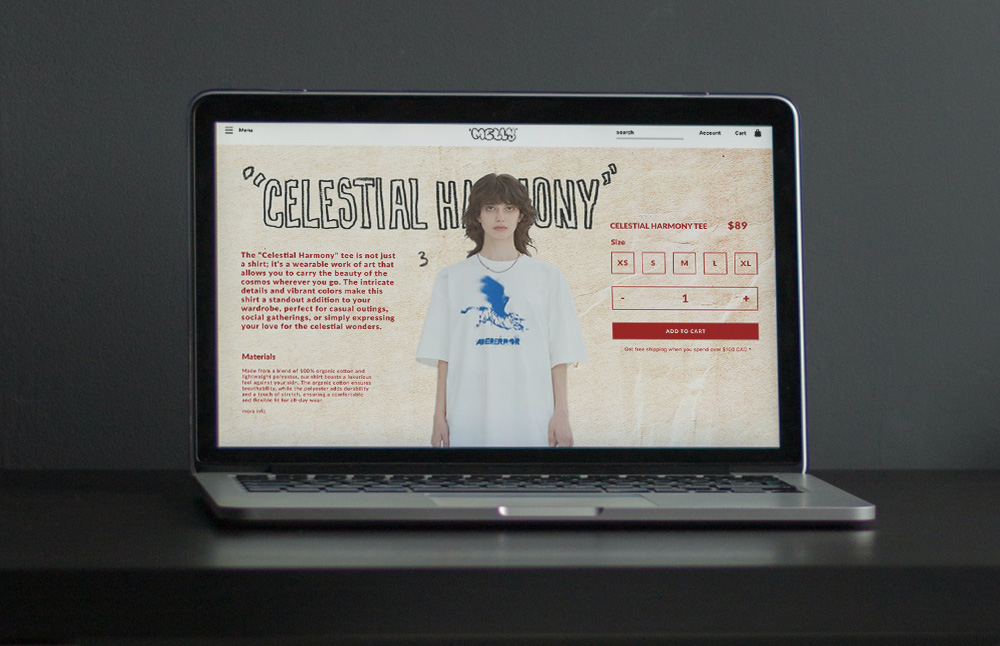 Menu
"MELLY"
search
Account
Cart
“CELESTIAL HARMONY”
3
The "Celestial Harmony" tee is not just
a shirt; it's a wearable work of art that
allows you to carry the beauty of the
cosmos wherever you go. The intricate
details and vibrant colors make this
shirt a standout addition to your
wardrobe, perfect for casual outings,
social gatherings, or simply expressing
your love for the celestial wonders.
Materials
Made from a blend of 100% organic cotton and
lightweight polyester, our shirt boasts a luxurious
feel against your skin. The organic cotton ensures
breathability, while the polyester adds durability
and a touch of stretch, ensuring a comfortable
and flexible fit for all-day wear.
more info.
CELESTIAL HARMONY TEE $89
Size
XS S M L XL
- 1 +
ADD TO CART
Get free shipping when you spend over $100 CAD *